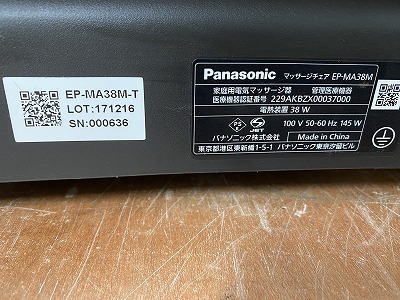 EP-MA38M-T
LOT:171216
SN:000636
Panasonic マッサージチェア EP-MA38M
家庭用電気マッサージ器 管理医療機器
医療機器認証番号 229AKBZX00037000
電熱装置 38 W
PS E JET 100 V 50-60 Hz 145 W
パナソニック株式会社 Made in China
東京都港区東新橋1-5-1 パナソニック東京汐留ビル